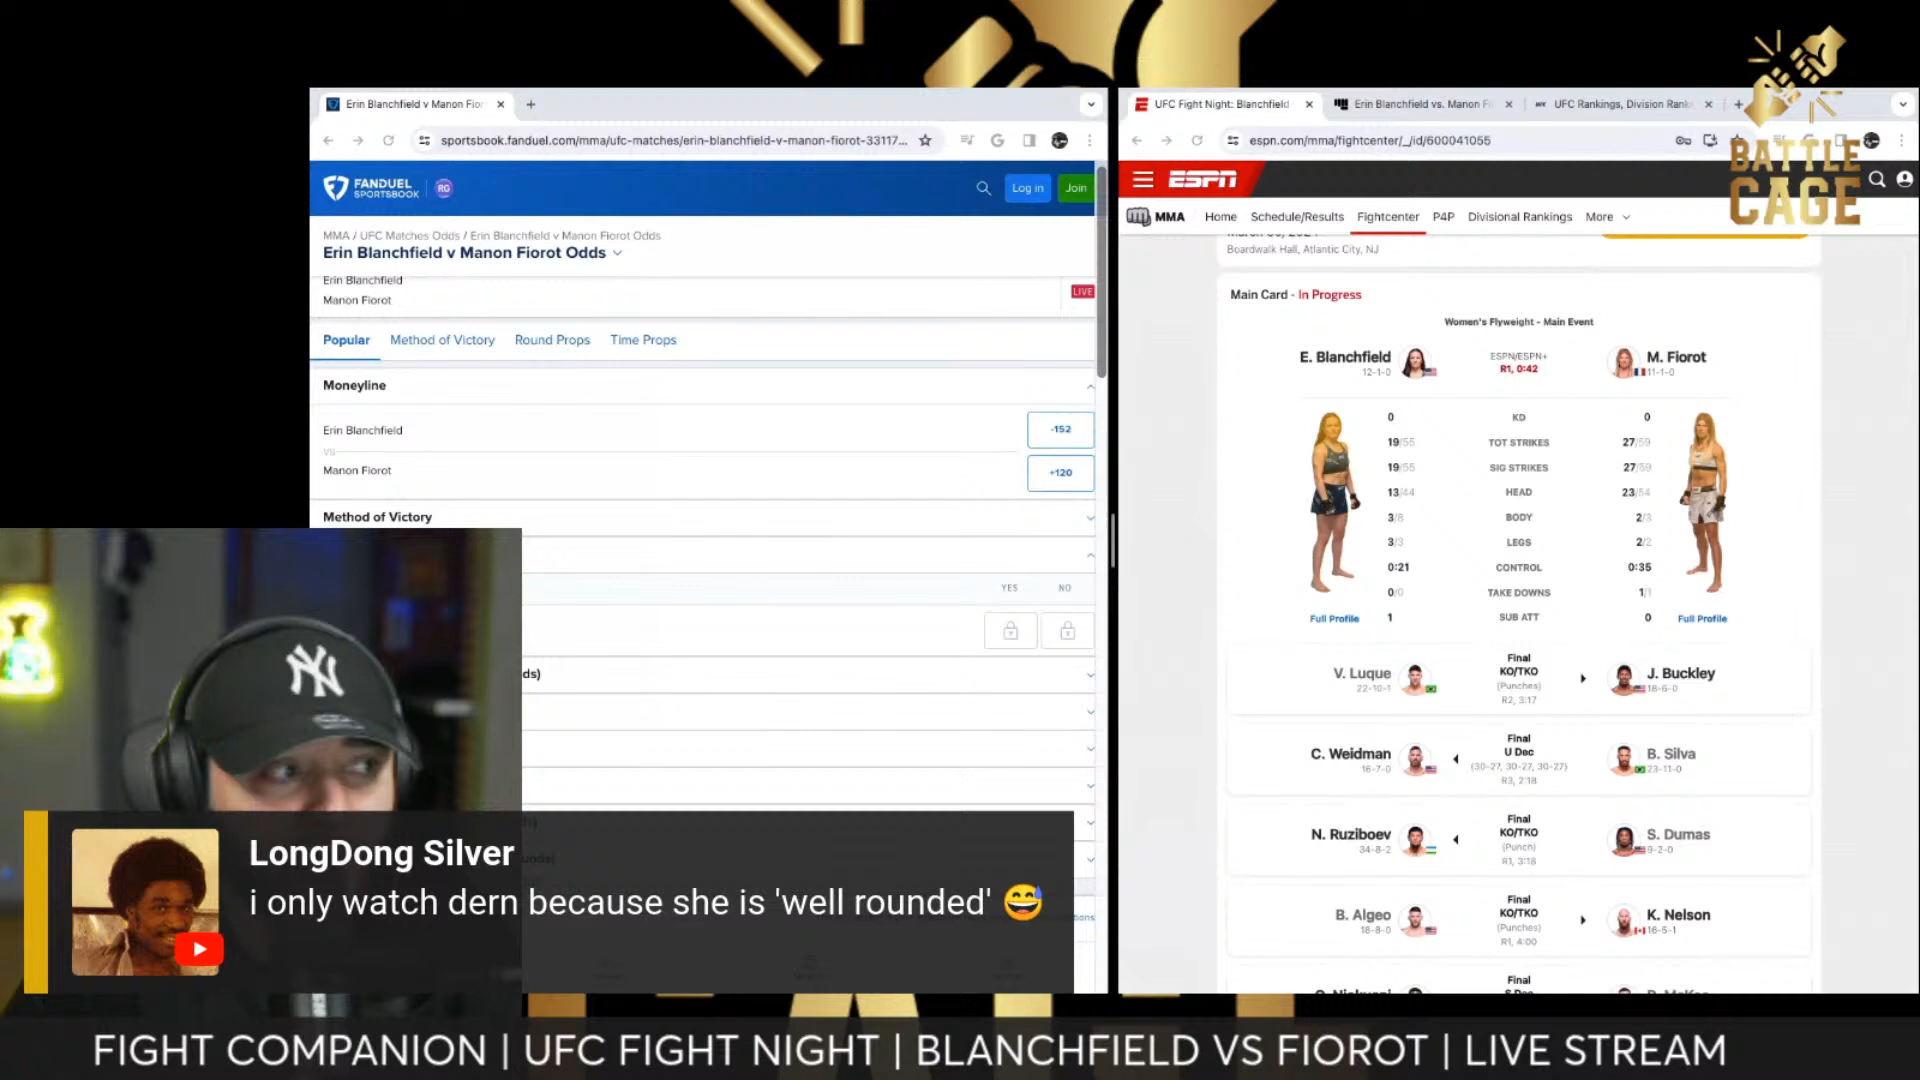 Erin Blanchfield v Manon Fior
sportsbook.fanduel.com/mma/ufc-matches/erin-blanchfield-v-manon-fiorot-33117...
FANDUEL
SPORTSBOOK
RG
Log in
Join
MMA / UFC Matches Odds / Erin Blanchfield v Manon Fiorot Odds
Erin Blanchfield v Manon Fiorot Odds
Erin Blanchfield
Manon Fiorot
LIVE
Popular
Method of Victory
Round Props
Time Props
Moneyline
Erin Blanchfield
-152
VS
Manon Fiorot
+120
Method of Victory
YES
NO
ds)
NY
LongDong Silver
i only watch dern because she is 'well rounded' 😅
UFC Fight Night: Blanchfield
Erin Blanchfield vs. Manon Fi
UFC Rankings, Division Rank
espn.com/mma/fightcenter/_/id/600041055
BATTLE
CAGE
ESPN
MMA
Home
Schedule/Results
Fightcenter
P4P
Divisional Rankings
More
Boardwalk Hall, Atlantic City, NJ
Main Card - In Progress
Women's Flyweight - Main Event
E. Blanchfield
12-1-0
ESPN/ESPN+
R1, 0:42
M. Fiorot
11-1-0
0 KD 0
19/55 TOT STRIKES 27/59
19/55 SIG STRIKES 27/59
13/44 HEAD 23/54
3/8 BODY 2/3
3/3 LEGS 2/2
0:21 CONTROL 0:35
0/0 TAKE DOWNS 1/1
Full Profile 1 SUB ATT 0 Full Profile
V. Luque
22-10-1
Final
KO/TKO
(Punches)
R2, 3:17
J. Buckley
18-6-0
C. Weidman
16-7-0
Final
U Dec
(30-27, 30-27, 30-27)
R3, 2:18
B. Silva
23-11-0
N. Ruziboev
34-8-2
Final
KO/TKO
(Punch)
R1, 3:18
S. Dumas
9-2-0
B. Algeo
18-8-0
Final
KO/TKO
(Punches)
R1, 4:00
K. Nelson
16-5-1
Final
FIGHT COMPANION | UFC FIGHT NIGHT | BLANCHFIELD VS FIOROT | LIVE STREAM